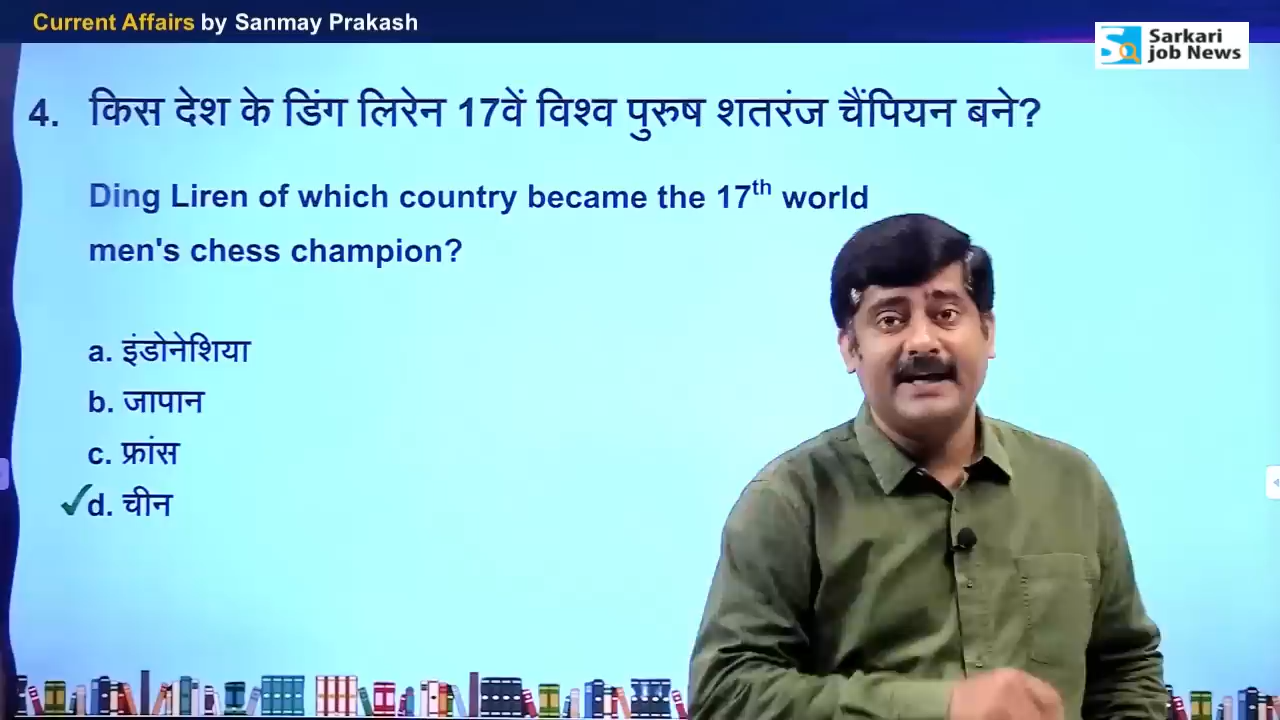 Current Affairs by Sanmay Prakash
Sarkari
job News
4. किस देश के डिंग लिरेन 17वें विश्व पुरुष शतरंज चैंपियन बने?
Ding Liren of which country became the 17th world
men's chess champion?
a. इंडोनेशिया
b. जापान
c. फ्रांस
✓d. चीन